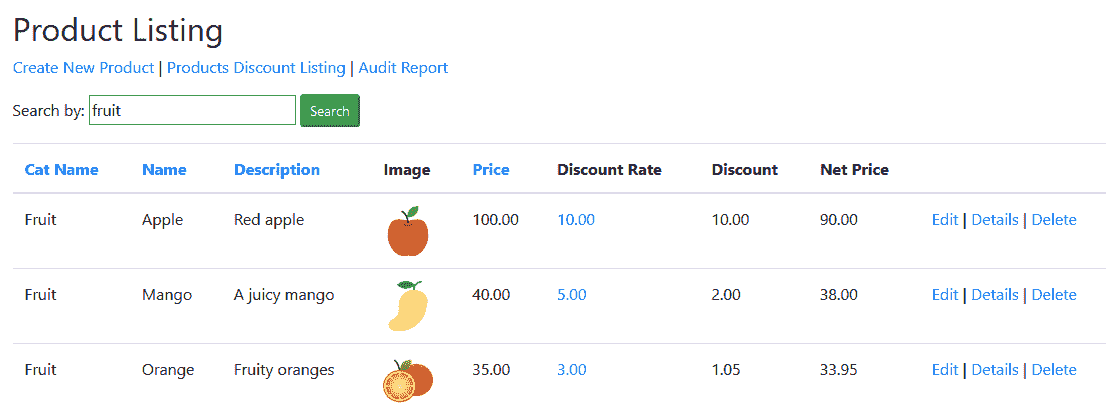 Product Listing
Create New Product | Products Discount Listing | Audit Report
Search by: fruit Search
Cat Name Name Description Image Price Discount Rate Discount Net Price
Fruit Apple Red apple 100.00 10.00 10.00 90.00 Edit | Details | Delete
Fruit Mango A juicy mango 40.00 5.00 2.00 38.00 Edit | Details | Delete
Fruit Orange Fruity oranges 35.00 3.00 1.05 33.95 Edit | Details | Delete